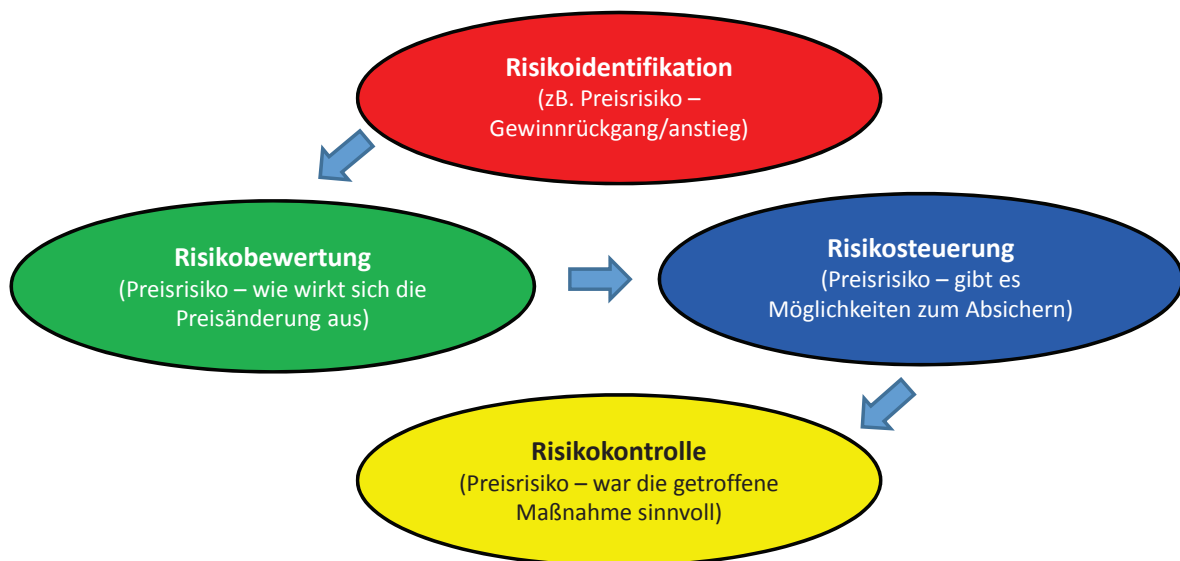 Risikoidentifikation
(zB. Preisrisiko –
Gewinnrückgang/anstieg)
Risikobewertung
(Preisrisiko – wie wirkt sich die
Preisänderung aus)
Risikosteuerung
(Preisrisiko – gibt es
Möglichkeiten zum Absichern)
Risikokontrolle
(Preisrisiko – war die getroffene
Maßnahme sinnvoll)